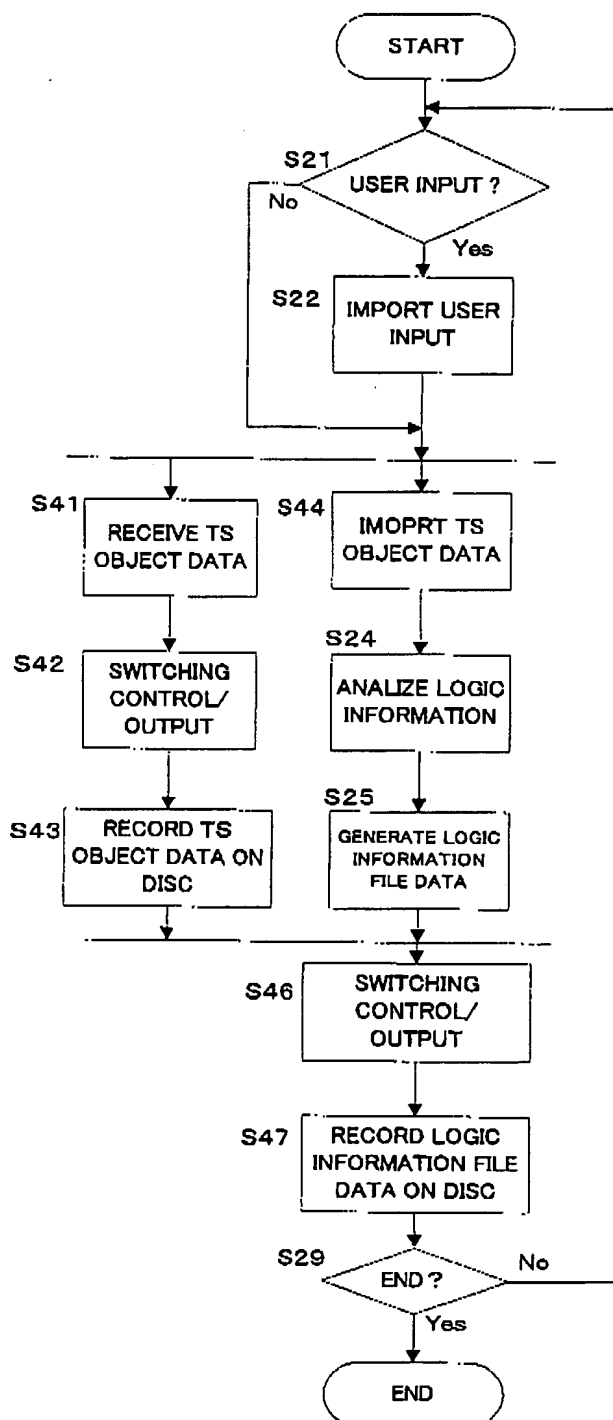 START
S21
USER INPUT ?
No
Yes
S22
IMPORT USER
INPUT
S41
RECEIVE TS
OBJECT DATA
S44
IMOPRT TS
OBJECT DATA
S42
SWITCHING
CONTROL/
OUTPUT
S24
ANALIZE LOGIC
INFORMATION
S43
RECORD TS
OBJECT DATA ON
DISC
S25
GENERATE LOGIC
INFORMATION
FILE DATA
S46
SWITCHING
CONTROL/
OUTPUT
S47
RECORD LOGIC
INFORMATION FILE
DATA ON DISC
S29
END ?
No
Yes
END